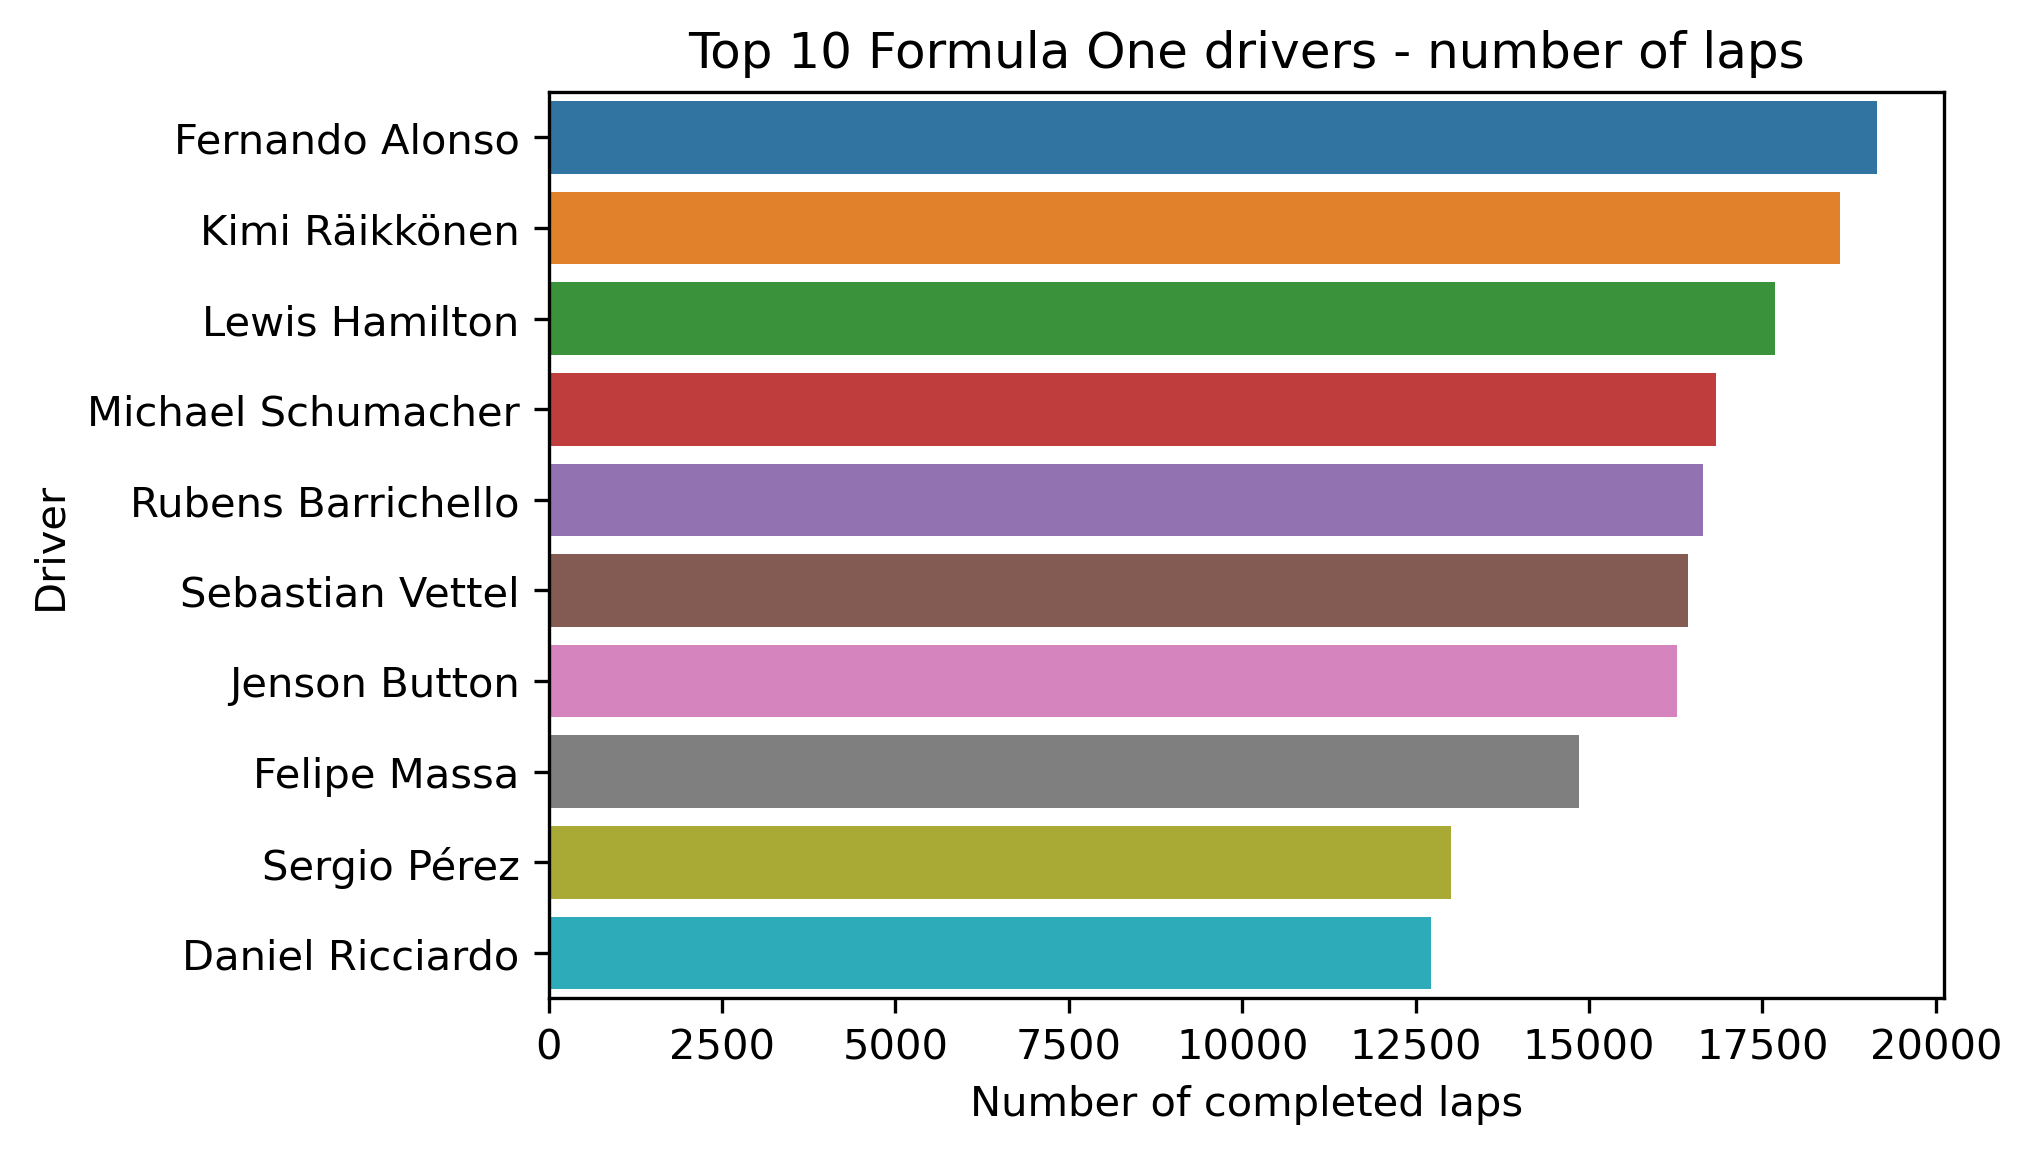 Top 10 Formula One drivers - number of laps
Driver
Fernando Alonso
Kimi Räikkönen
Lewis Hamilton
Michael Schumacher
Rubens Barrichello
Sebastian Vettel
Jenson Button
Felipe Massa
Sergio Pérez
Daniel Ricciardo
0 2500 5000 7500 10000 12500 15000 17500 20000
Number of completed laps